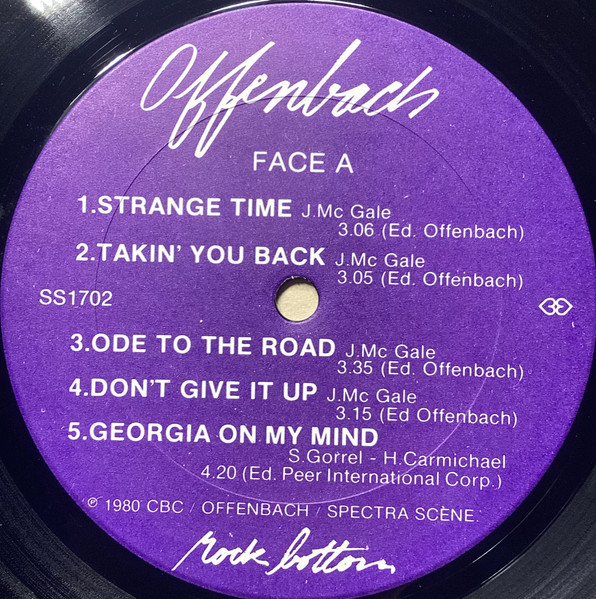 Offenbach
FACE A
1.STRANGE TIME J.Mc Gale
3.06 (Ed. Offenbach)
2.TAKIN' YOU BACK J.Mc Gale
3.05 (Ed. Offenbach)
SS1702
3.ODE TO THE ROAD J.Mc Gale
3.35 (Ed. Offenbach)
4.DON'T GIVE IT UP J.Mc Gale
3.15 (Ed Offenbach)
5.GEORGIA ON MY MIND
S.Gorrel - H.Carmichael
4.20 (Ed. Peer International Corp.)
℗ 1980 CBC / OFFENBACH / SPECTRA SCÈNE.
rock bottom